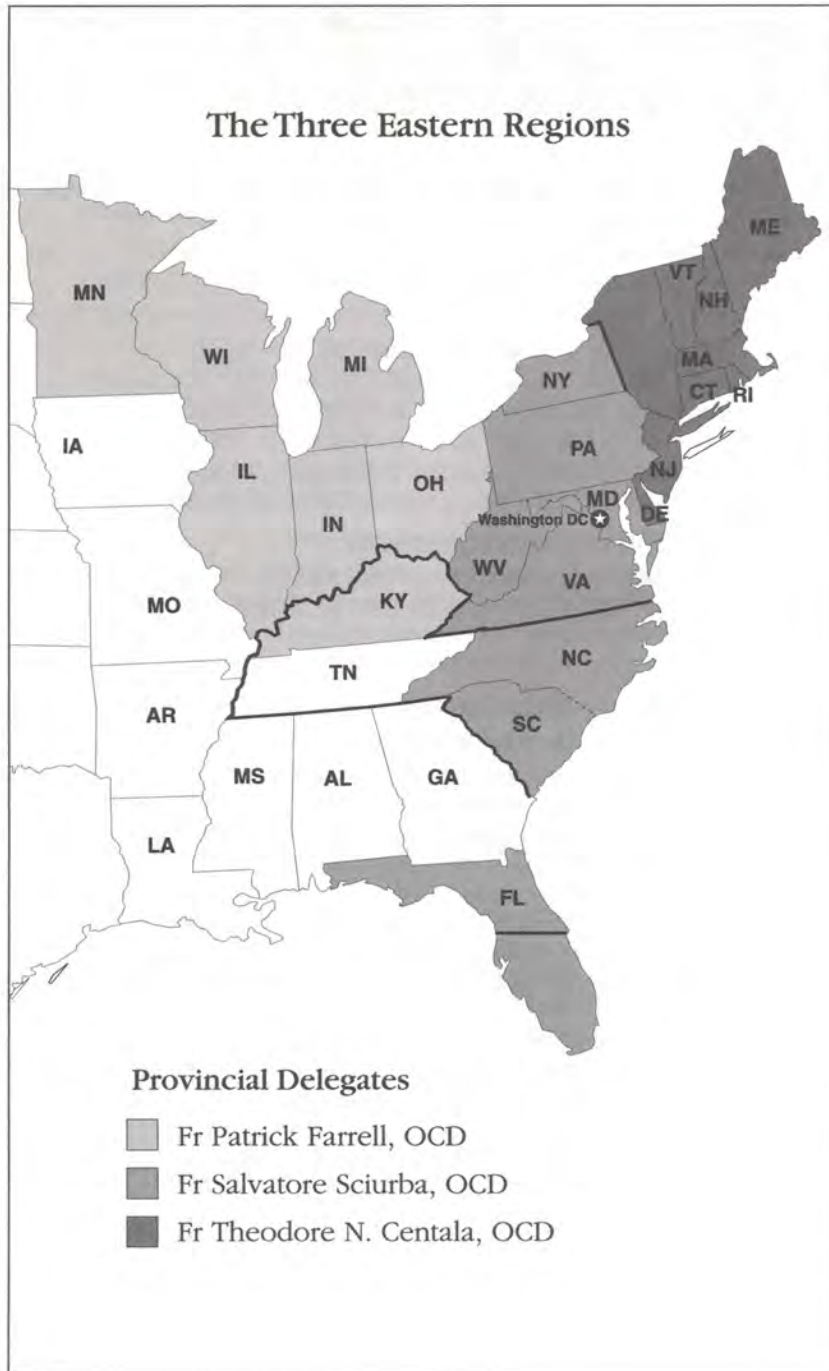 The Three Eastern Regions
ME
VT
NH
MN
WI
MI
NY
MA
CT
RI
IA
PA
IL
OH
NJ
IN
MD
Washington DC
DE
WV
VA
KY
MO
NC
TN
AR
SC
MS
AL
GA
LA
FL
Provincial Delegates
Fr Patrick Farrell, OCD
Fr Salvatore Sciurba, OCD
Fr Theodore N. Centala, OCD